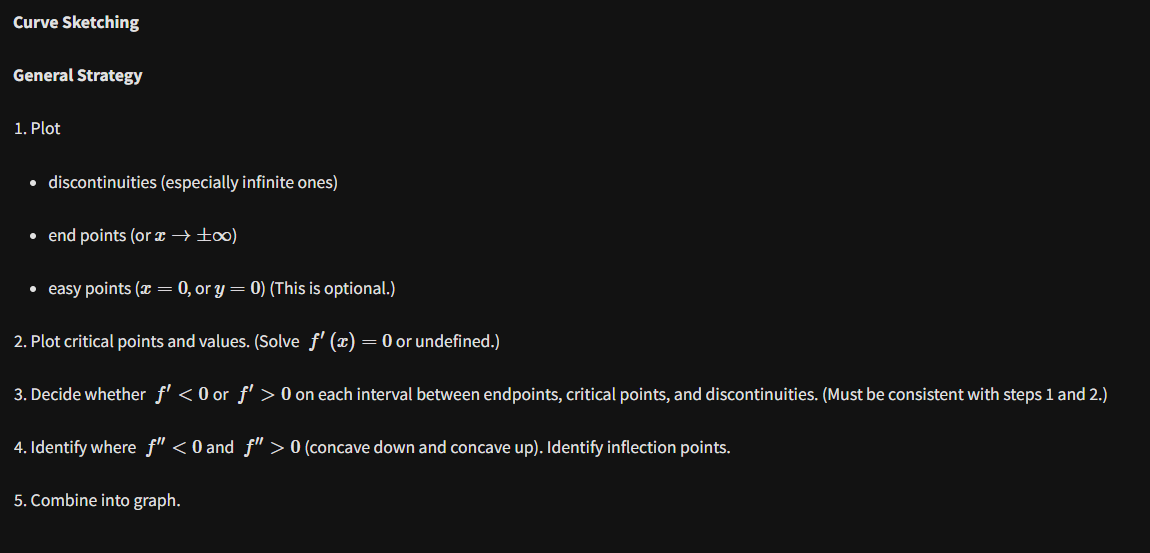 Curve Sketching
General Strategy
1. Plot
• discontinuities (especially infinite ones)
• end points (or x → ±∞)
• easy points (x = 0, or y = 0) (This is optional.)
2. Plot critical points and values. (Solve f′ (x) = 0 or undefined.)
3. Decide whether f′ < 0 or f′ > 0 on each interval between endpoints, critical points, and discontinuities. (Must be consistent with steps 1 and 2.)
4. Identify where f″ < 0 and f″ > 0 (concave down and concave up). Identify inflection points.
5. Combine into graph.